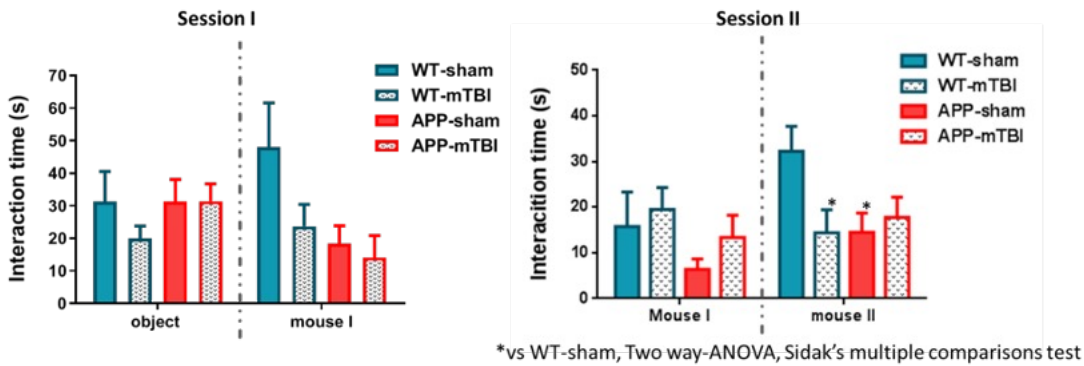 Session I
Interaction time (s)
70
60
50
40
30
20
10
0
object
mouse I
WT-sham
WT-mTBI
APP-sham
APP-mTBI
Session II
Interacition time (s)
50
40
30
20
10
0
*
*
Mouse I
mouse II
WT-sham
WT-mTBI
APP-sham
APP-mTBI
*vs WT-sham, Two way-ANOVA, Sidak's multiple comparisons test